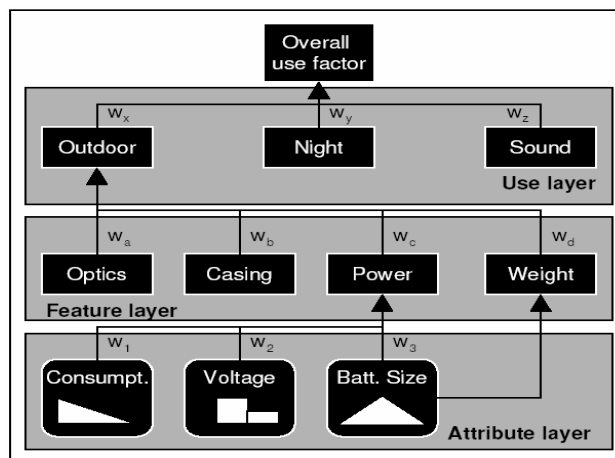 Overall
use factor
w_x w_y w_z
Outdoor Night Sound
Use layer
w_a w_b w_c w_d
Optics Casing Power Weight
Feature layer
w_1 w_2 w_3
Consumpt. Voltage Batt. Size
Attribute layer